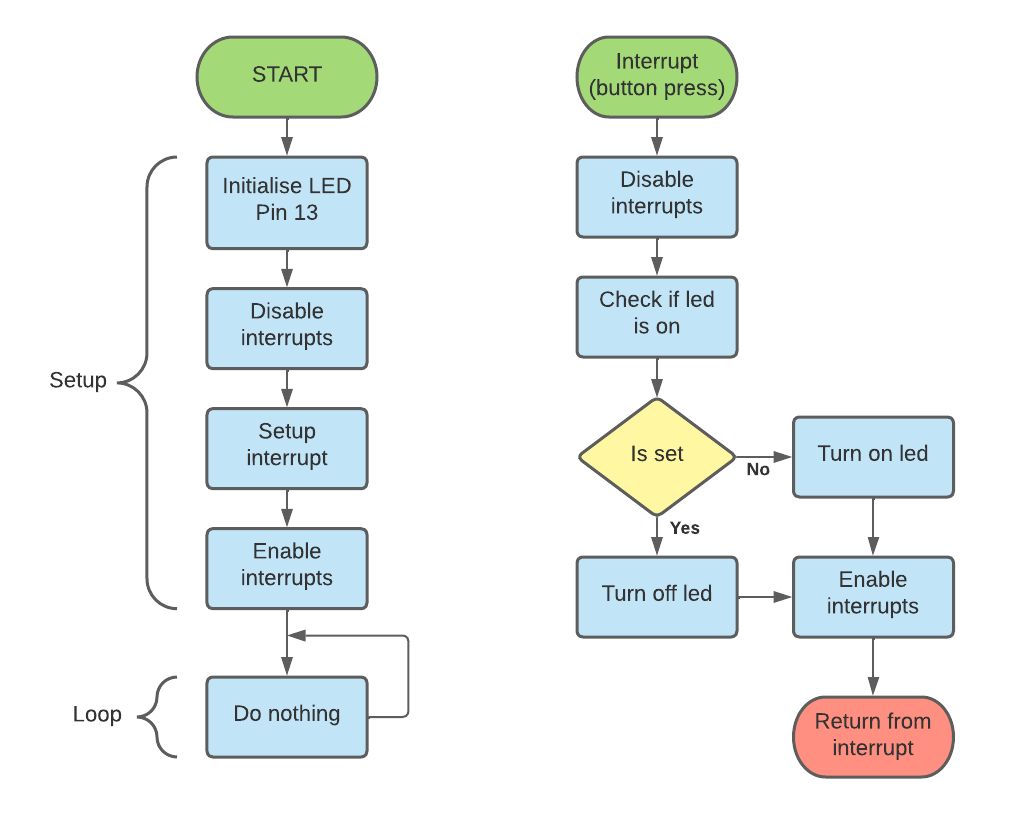 START
Initialise LED
Pin 13
Disable
interrupts
Setup
interrupt
Enable
interrupts
Do nothing
Setup
Loop
Interrupt
(button press)
Disable
interrupts
Check if led
is on
Is set
No
Turn on led
Yes
Turn off led
Enable
interrupts
Return from
interrupt